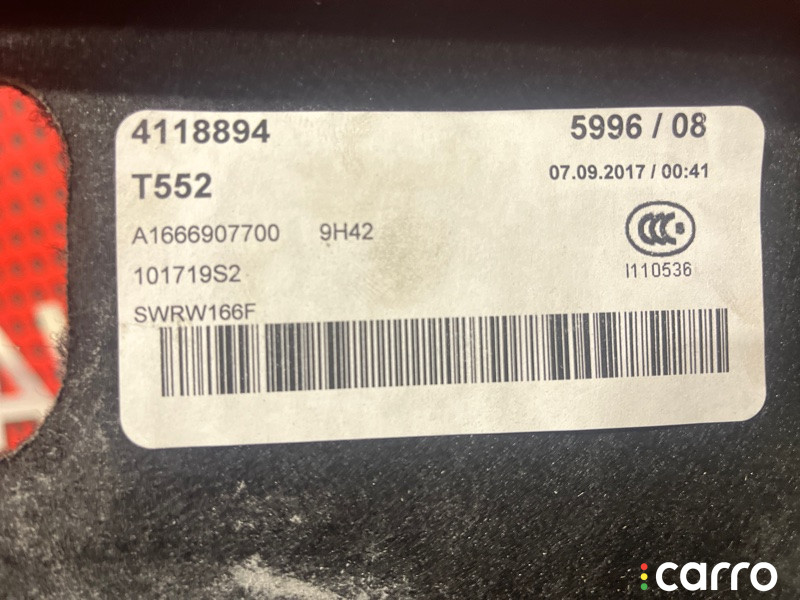 4118894 5996 / 08
T552 07.09.2017 / 00:41
A1666907700 9H42
101719S2 I110536
SWRW166F
carro